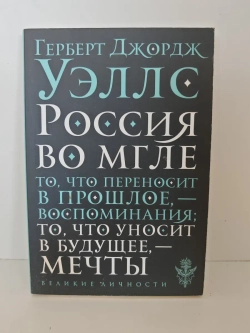 Герберт Джордж
Уэллс
Россия
во мгле
то, что переносит
в прошлое, —
воспоминания;
то, что уносит
в будущее, —
мечты
Великие личности